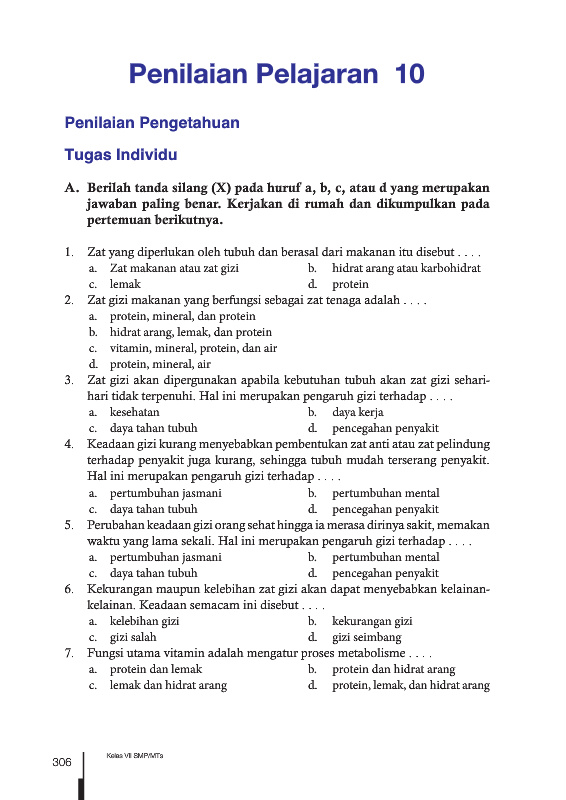 Penilaian Pelajaran 10
Penilaian Pengetahuan
Tugas Individu
A. Berilah tanda silang (X) pada huruf a, b, c, atau d yang merupakan
jawaban paling benar. Kerjakan di rumah dan dikumpulkan pada
pertemuan berikutnya.
1. Zat yang diperlukan oleh tubuh dan berasal dari makanan itu disebut . . . .
a. Zat makanan atau zat gizi b. hidrat arang atau karbohidrat
c. lemak d. protein
2. Zat gizi makanan yang berfungsi sebagai zat tenaga adalah . . . .
a. protein, mineral, dan protein
b. hidrat arang, lemak, dan protein
c. vitamin, mineral, protein, dan air
d. protein, mineral, air
3. Zat gizi akan dipergunakan apabila kebutuhan tubuh akan zat gizi sehari-
hari tidak terpenuhi. Hal ini merupakan pengaruh gizi terhadap . . . .
a. kesehatan b. daya kerja
c. daya tahan tubuh d. pencegahan penyakit
4. Keadaan gizi kurang menyebabkan pembentukan zat anti atau zat pelindung
terhadap penyakit juga kurang, sehingga tubuh mudah terserang penyakit.
Hal ini merupakan pengaruh gizi terhadap . . . .
a. pertumbuhan jasmani b. pertumbuhan mental
c. daya tahan tubuh d. pencegahan penyakit
5. Perubahan keadaan gizi orang sehat hingga ia merasa dirinya sakit, memakan
waktu yang lama sekali. Hal ini merupakan pengaruh gizi terhadap . . . .
a. pertumbuhan jasmani b. pertumbuhan mental
c. daya tahan tubuh d. pencegahan penyakit
6. Kekurangan maupun kelebihan zat gizi akan dapat menyebabkan kelainan-
kelainan. Keadaan semacam ini disebut . . . .
a. kelebihan gizi b. kekurangan gizi
c. gizi salah d. gizi seimbang
7. Fungsi utama vitamin adalah mengatur proses metabolisme . . . .
a. protein dan lemak b. protein dan hidrat arang
c. lemak dan hidrat arang d. protein, lemak, dan hidrat arang
306 Kelas VII SMP/MTs